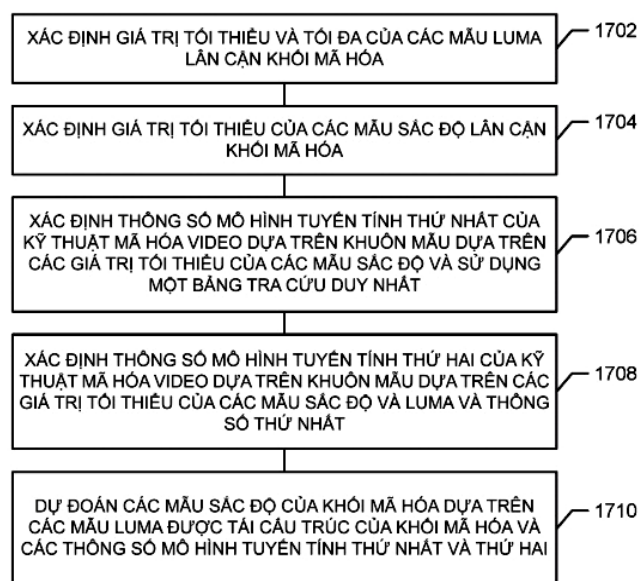 XÁC ĐỊNH GIÁ TRỊ TỐI THIỂU VÀ TỐI ĐA CỦA CÁC MẪU LUMA
LÂN CẬN KHỐI MÃ HÓA
1702
XÁC ĐỊNH GIÁ TRỊ TỐI THIỂU CỦA CÁC MẪU SẮC ĐỘ LÂN CẬN
KHỐI MÃ HÓA
1704
XÁC ĐỊNH THÔNG SỐ MÔ HÌNH TUYẾN TÍNH THỨ NHẤT CỦA
KỸ THUẬT MÃ HÓA VIDEO DỰA TRÊN KHUÔN MẪU DỰA TRÊN
CÁC GIÁ TRỊ TỐI THIỂU CỦA CÁC MẪU SẮC ĐỘ VÀ SỬ DỤNG
MỘT BẢNG TRA CỨU DUY NHẤT
1706
XÁC ĐỊNH THÔNG SỐ MÔ HÌNH TUYẾN TÍNH THỨ HAI CỦA KỸ
THUẬT MÃ HÓA VIDEO DỰA TRÊN KHUÔN MẪU DỰA TRÊN CÁC
GIÁ TRỊ TỐI THIỂU CỦA CÁC MẪU SẮC ĐỘ VÀ LUMA VÀ THÔNG
SỐ THỨ NHẤT
1708
DỰ ĐOÁN CÁC MẪU SẮC ĐỘ CỦA KHỐI MÃ HÓA DỰA TRÊN
CÁC MẪU LUMA ĐƯỢC TÁI CẤU TRÚC CỦA KHỐI MÃ HÓA VÀ
CÁC THÔNG SỐ MÔ HÌNH TUYẾN TÍNH THỨ NHẤT VÀ THỨ HAI
1710